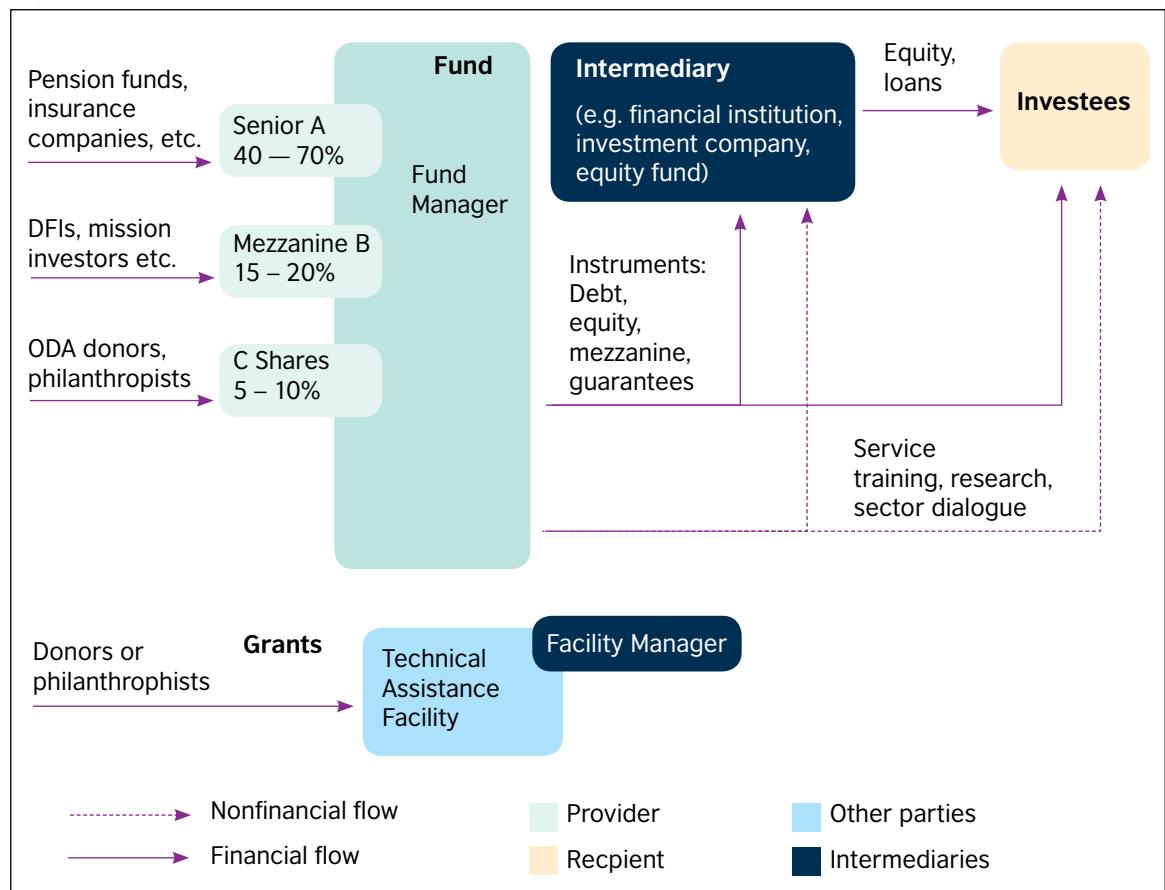 Pension funds,
insurance
companies, etc.
Senior A
40 — 70%
DFIs, mission
investors etc.
Mezzanine B
15 – 20%
ODA donors,
philanthropists
C Shares
5 – 10%
Fund
Fund
Manager
Intermediary
(e.g. financial institution,
investment company,
equity fund)
Equity,
loans
Investees
Instruments:
Debt,
equity,
mezzanine,
guarantees
Service
training, research,
sector dialogue
Donors or
philanthrophists
Grants
Technical
Assistance
Facility
Facility Manager
Nonfinancial flow
Financial flow
Provider
Recpient
Other parties
Intermediaries